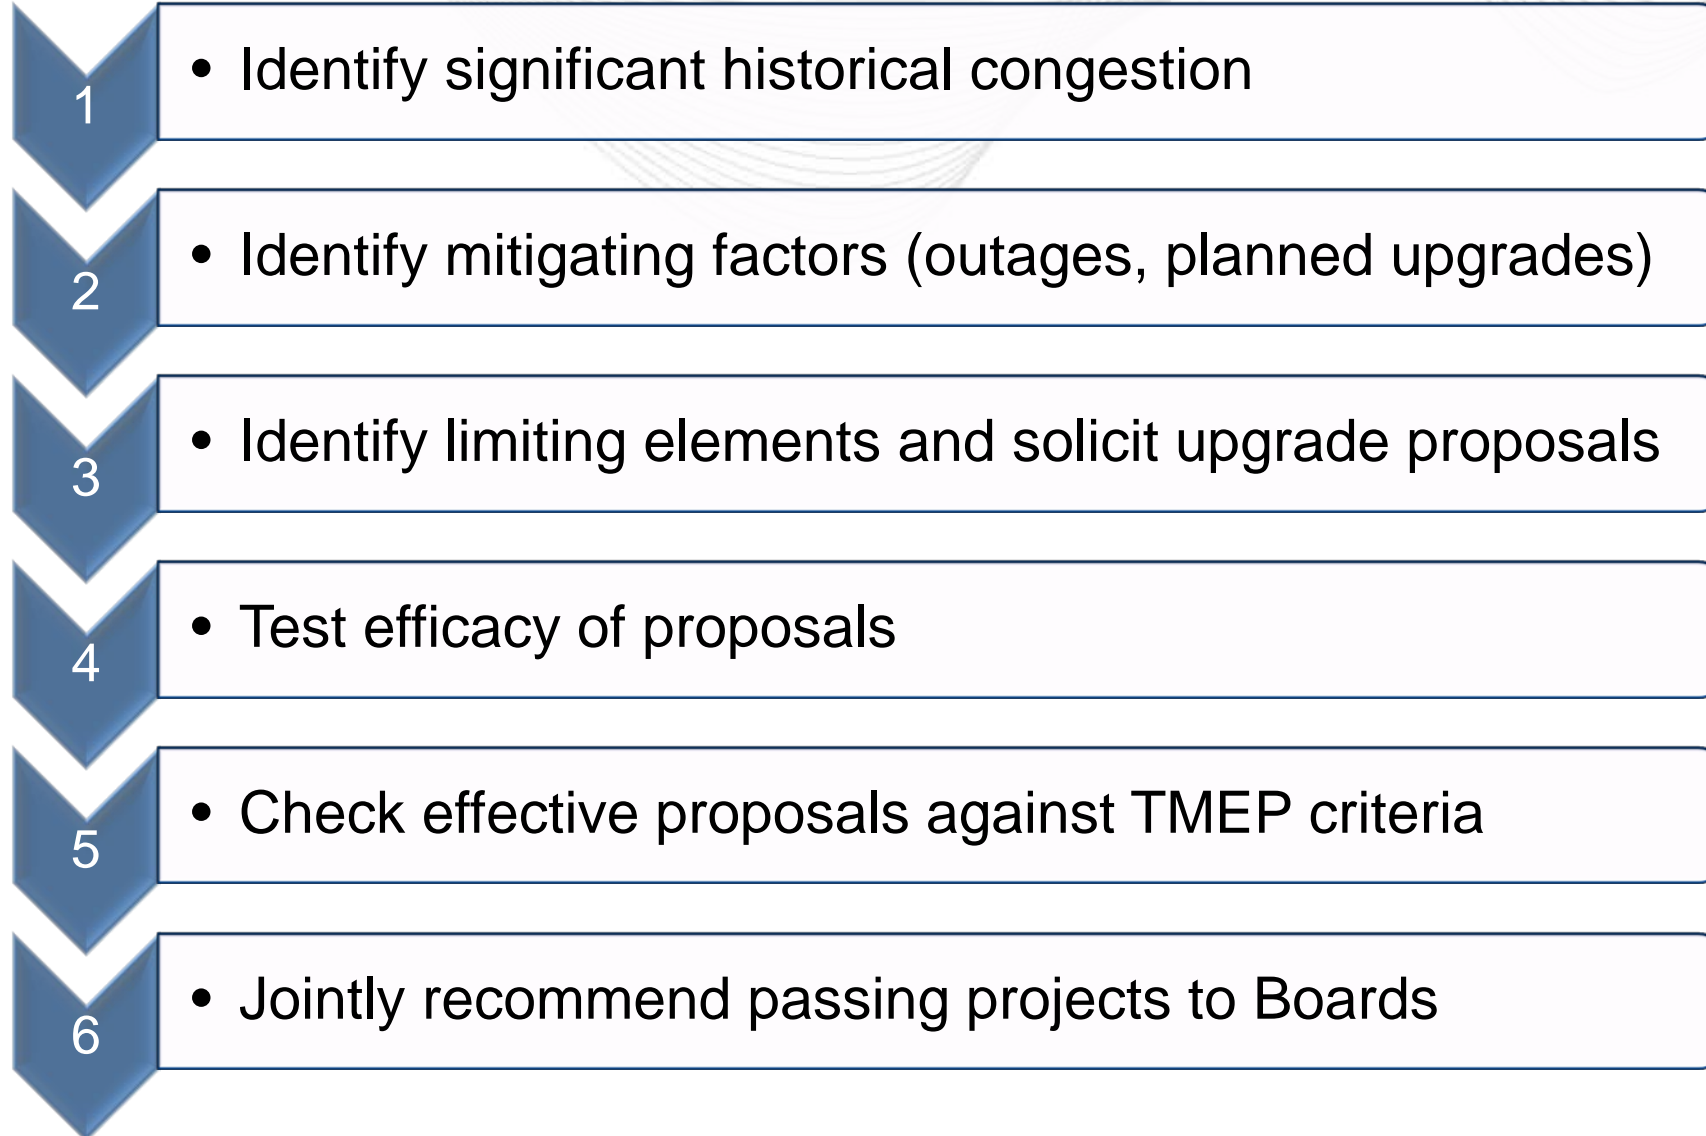 1
• Identify significant historical congestion
2
• Identify mitigating factors (outages, planned upgrades)
3
• Identify limiting elements and solicit upgrade proposals
4
• Test efficacy of proposals
5
• Check effective proposals against TMEP criteria
6
• Jointly recommend passing projects to Boards